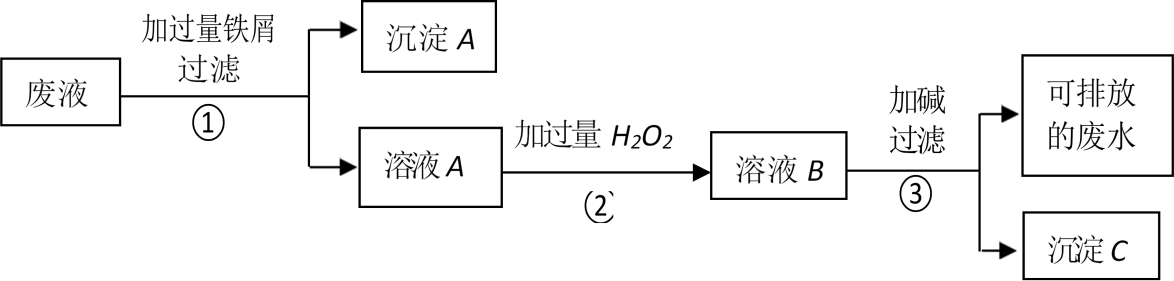 废液
加过量铁屑
过滤
①
沉淀 A
溶液 A
加过量 H₂O₂
②
溶液 B
加碱
过滤
③
可排放
的废水
沉淀 C